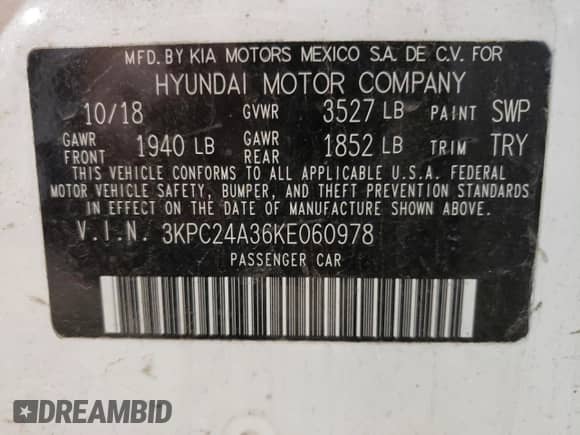 MFD. BY KIA MOTORS MEXICO S.A. DE C.V. FOR
HYUNDAI MOTOR COMPANY
10/18 GVWR 3527 LB PAINT SWP
GAWR FRONT 1940 LB GAWR REAR 1852 LB TRIM TRY
THIS VEHICLE CONFORMS TO ALL APPLICABLE U.S.A. FEDERAL
MOTOR VEHICLE SAFETY, BUMPER, AND THEFT PREVENTION STANDARDS
IN EFFECT ON THE DATE OF MANUFACTURE SHOWN ABOVE.
V.I.N. 3KPC24A36KE060978
PASSENGER CAR
DREAMBID